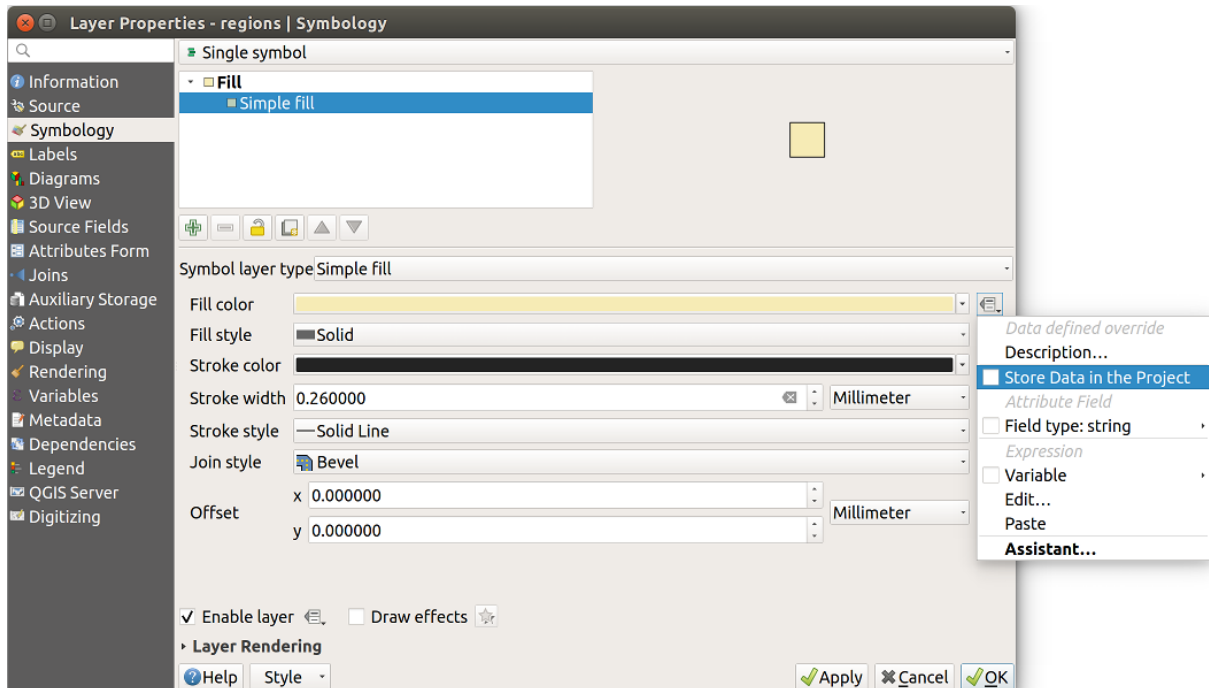 Layer Properties - regions | Symbology
Single symbol
Information
Source
Symbology
Labels
Diagrams
3D View
Source Fields
Attributes Form
Joins
Auxiliary Storage
Actions
Display
Rendering
Variables
Metadata
Dependencies
Legend
QGIS Server
Digitizing
Fill
Simple fill
Symbol layer type Simple fill
Fill color
Fill style Solid
Stroke color
Stroke width 0.260000 Millimeter
Stroke style Solid Line
Join style Bevel
Offset
x 0.000000
y 0.000000
Millimeter
Data defined override
Description...
Store Data in the Project
Attribute Field
Field type: string
Expression
Variable
Edit...
Paste
Assistant...
Enable layer
Draw effects
Layer Rendering
Help Style Apply Cancel OK